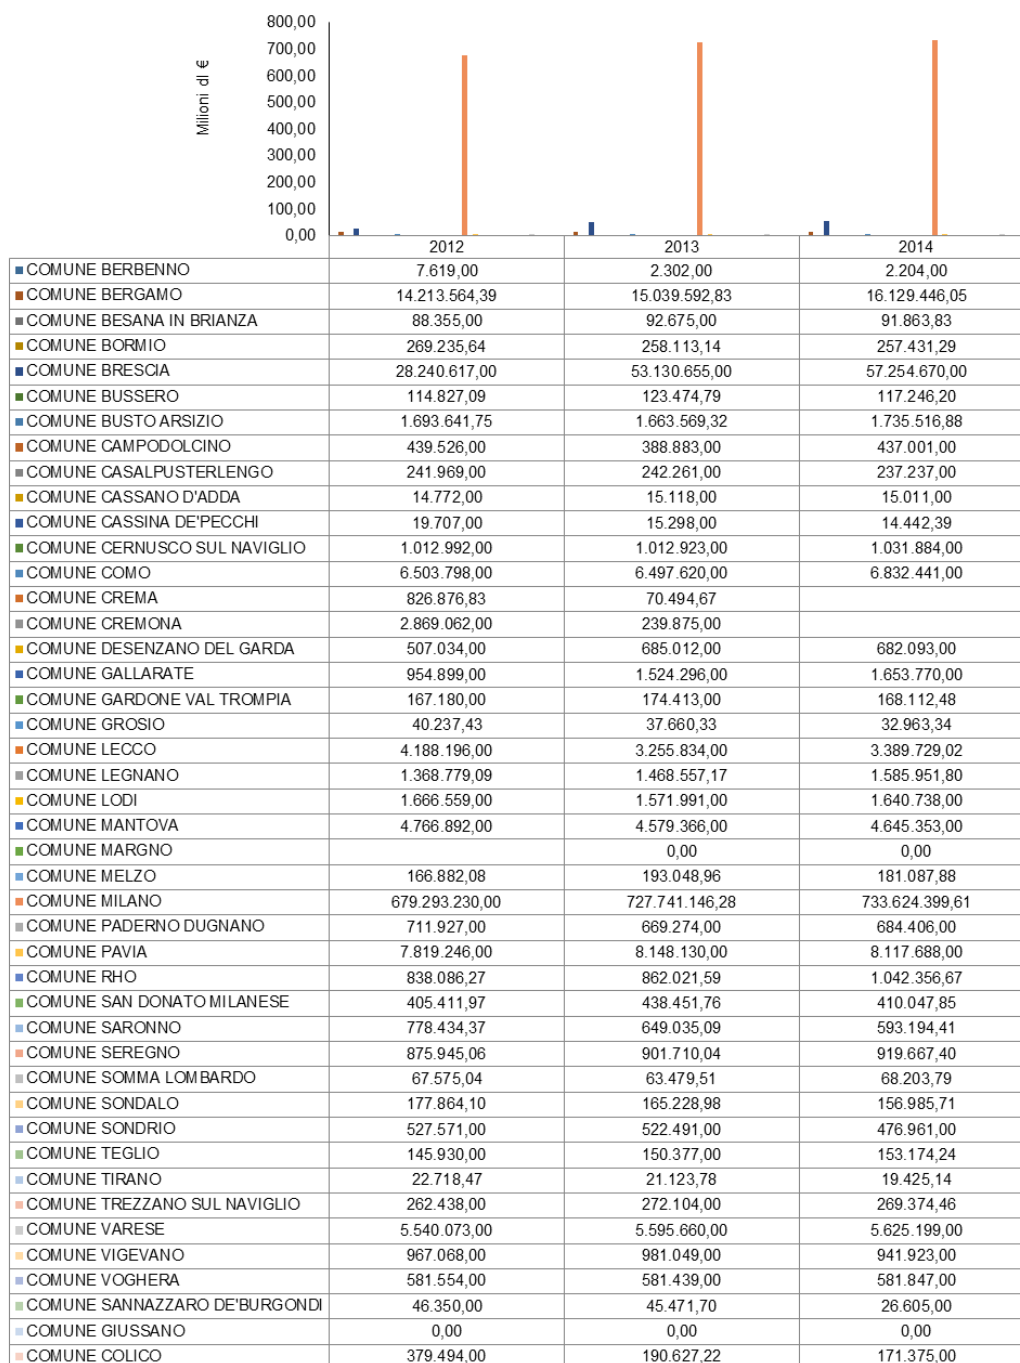 800,00
700,00
600,00
500,00
400,00
300,00
200,00
100,00
0,00
Milioni dI €
2012 2013 2014
COMUNE BERBENNO 7.619,00 2.302,00 2.204,00
COMUNE BERGAMO 14.213.564,39 15.039.592,83 16.129.446,05
COMUNE BESANA IN BRIANZA 88.355,00 92.675,00 91.863,83
COMUNE BORMIO 269.235,64 258.113,14 257.431,29
COMUNE BRESCIA 28.240.617,00 53.130.655,00 57.254.670,00
COMUNE BUSSERO 114.827,09 123.474,79 117.246,20
COMUNE BUSTO ARSIZIO 1.693.641,75 1.663.569,32 1.735.516,88
COMUNE CAMPODOLCINO 439.526,00 388.883,00 437.001,00
COMUNE CASALPUSTERLENGO 241.969,00 242.261,00 237.237,00
COMUNE CASSANO D'ADDA 14.772,00 15.118,00 15.011,00
COMUNE CASSINA DE'PECCHI 19.707,00 15.298,00 14.442,39
COMUNE CERNUSCO SUL NAVIGLIO 1.012.992,00 1.012.923,00 1.031.884,00
COMUNE COMO 6.503.798,00 6.497.620,00 6.832.441,00
COMUNE CREMA 826.876,83 70.494,67
COMUNE CREMONA 2.869.062,00 239.875,00
COMUNE DESENZANO DEL GARDA 507.034,00 685.012,00 682.093,00
COMUNE GALLARATE 954.899,00 1.524.296,00 1.653.770,00
COMUNE GARDONE VAL TROMPIA 167.180,00 174.413,00 168.112,48
COMUNE GROSIO 40.237,43 37.660,33 32.963,34
COMUNE LECCO 4.188.196,00 3.255.834,00 3.389.729,02
COMUNE LEGNANO 1.368.779,09 1.468.557,17 1.585.951,80
COMUNE LODI 1.666.559,00 1.571.991,00 1.640.738,00
COMUNE MANTOVA 4.766.892,00 4.579.366,00 4.645.353,00
COMUNE MARGNO 0,00 0,00
COMUNE MELZO 166.882,08 193.048,96 181.087,88
COMUNE MILANO 679.293.230,00 727.741.146,28 733.624.399,61
COMUNE PADERNO DUGNANO 711.927,00 669.274,00 684.406,00
COMUNE PAVIA 7.819.246,00 8.148.130,00 8.117.688,00
COMUNE RHO 838.086,27 862.021,59 1.042.356,67
COMUNE SAN DONATO MILANESE 405.411,97 438.451,76 410.047,85
COMUNE SARONNO 778.434,37 649.035,09 593.194,41
COMUNE SEREGNO 875.945,06 901.710,04 919.667,40
COMUNE SOMMA LOMBARDO 67.575,04 63.479,51 68.203,79
COMUNE SONDALO 177.864,10 165.228,98 156.985,71
COMUNE SONDRIO 527.571,00 522.491,00 476.961,00
COMUNE TEGLIO 145.930,00 150.377,00 153.174,24
COMUNE TIRANO 22.718,47 21.123,78 19.425,14
COMUNE TREZZANO SUL NAVIGLIO 262.438,00 272.104,00 269.374,46
COMUNE VARESE 5.540.073,00 5.595.660,00 5.625.199,00
COMUNE VIGEVANO 967.068,00 981.049,00 941.923,00
COMUNE VOGHERA 581.554,00 581.439,00 581.847,00
COMUNE SANNAZZARO DE'BURGONDI 46.350,00 45.471,70 26.605,00
COMUNE GIUSSANO 0,00 0,00 0,00
COMUNE COLICO 379.494,00 190.627,22 171.375,00